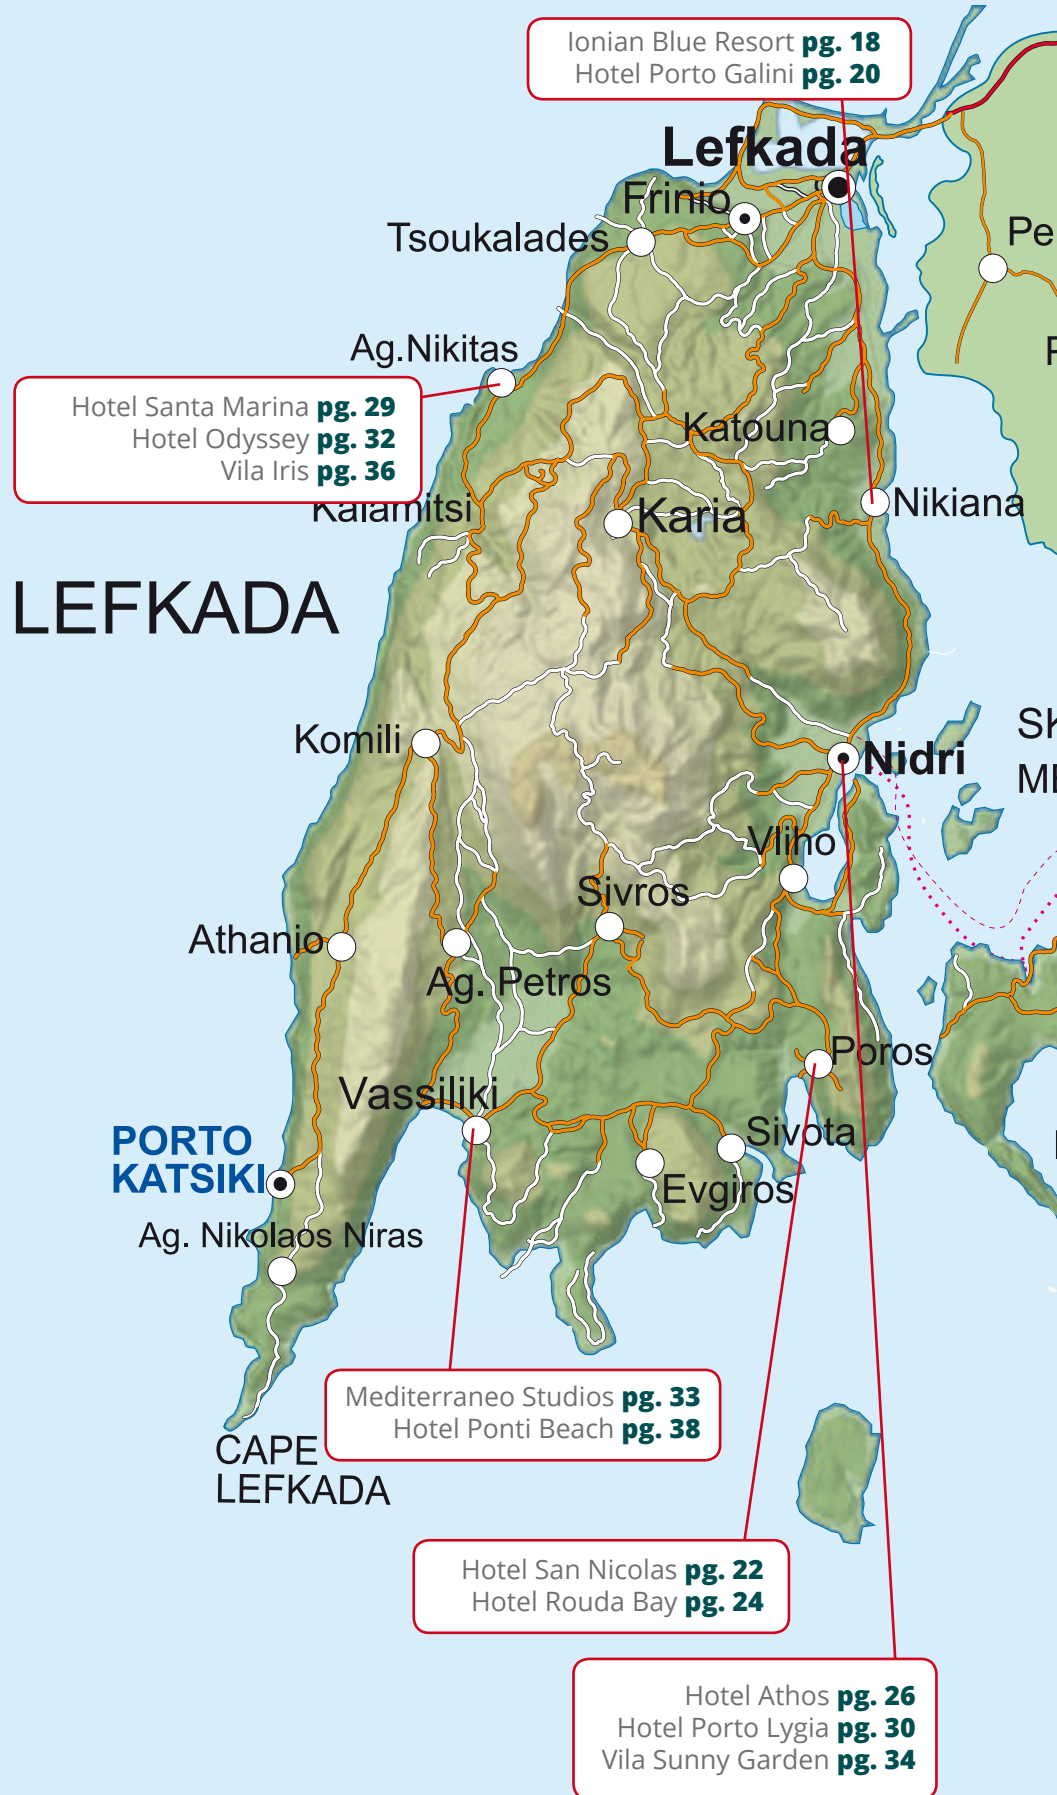 Ionian Blue Resort pg. 18
Hotel Porto Galini pg. 20
Lefkada
Frinio
Tsoukalades
Pe
Ag.Nikitas
Hotel Santa Marina pg. 29
Hotel Odyssey pg. 32
Vila Iris pg. 36
Katouna
Kalamitsi
Karia
Nikiana
LEFKADA
Komili
SK
ME
Nidri
Vliho
Sivros
Athanio
Ag. Petros
Poros
Vassiliki
PORTO
KATSIKI
Sivota
Evgiros
Ag. Nikolaos Niras
Mediterraneo Studios pg. 33
Hotel Ponti Beach pg. 38
CAPE
LEFKADA
Hotel San Nicolas pg. 22
Hotel Rouda Bay pg. 24
Hotel Athos pg. 26
Hotel Porto Lygia pg. 30
Vila Sunny Garden pg. 34